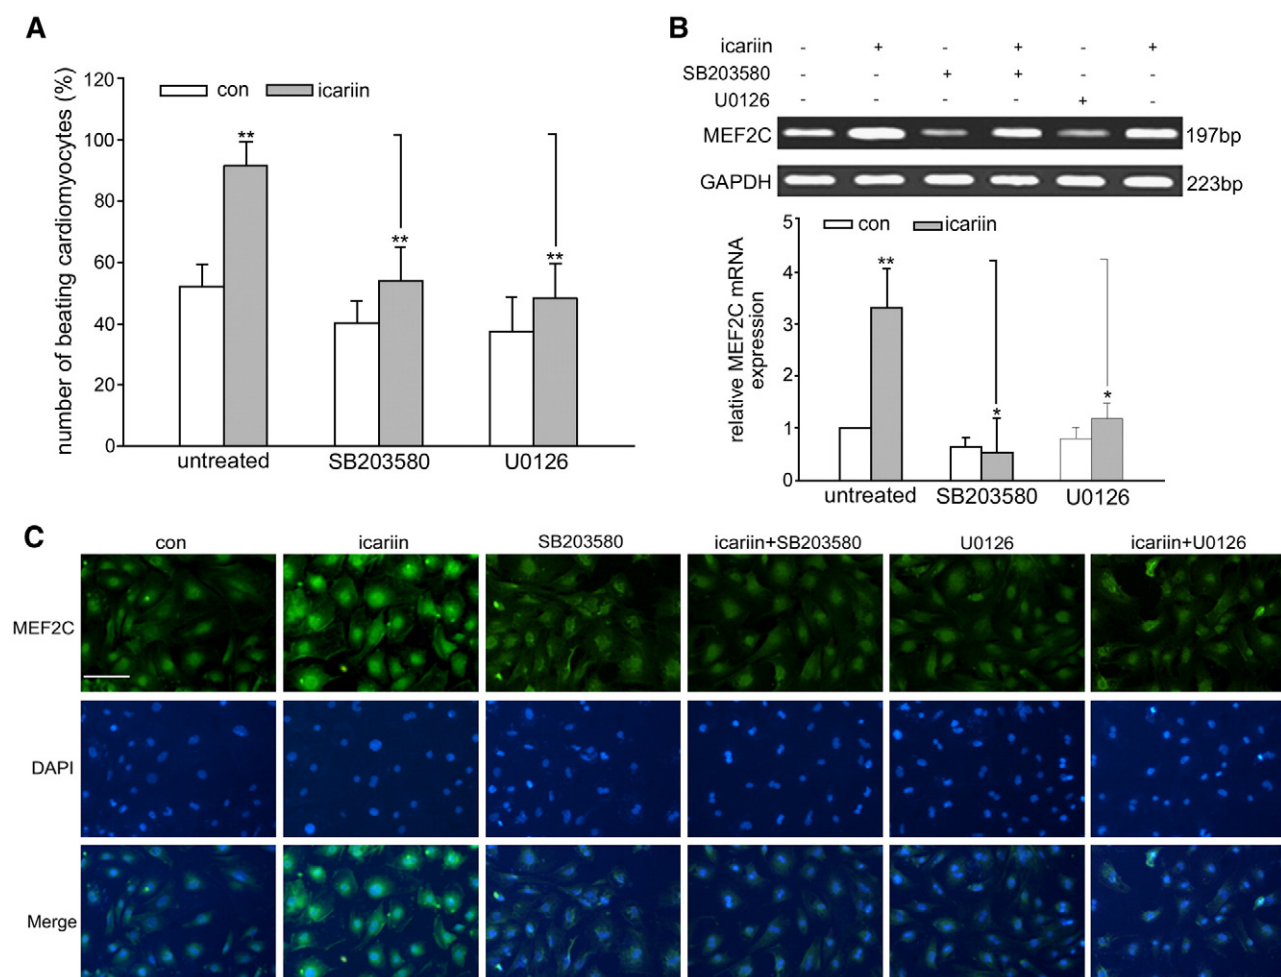 A
number of beating cardiomyocytes (%)
120
100
80
60
40
20
0
con
icariin
**
**
**
untreated
SB203580
U0126
B
icariin - + - + - +
SB203580 - - + + - -
U0126 - - - - + -
MEF2C
197bp
GAPDH
223bp
relative MEF2C mRNA
expression
5
4
3
2
1
0
con
icariin
**
*
*
untreated
SB203580
U0126
C
con
icariin
SB203580
icariin+SB203580
U0126
icariin+U0126
MEF2C
DAPI
Merge